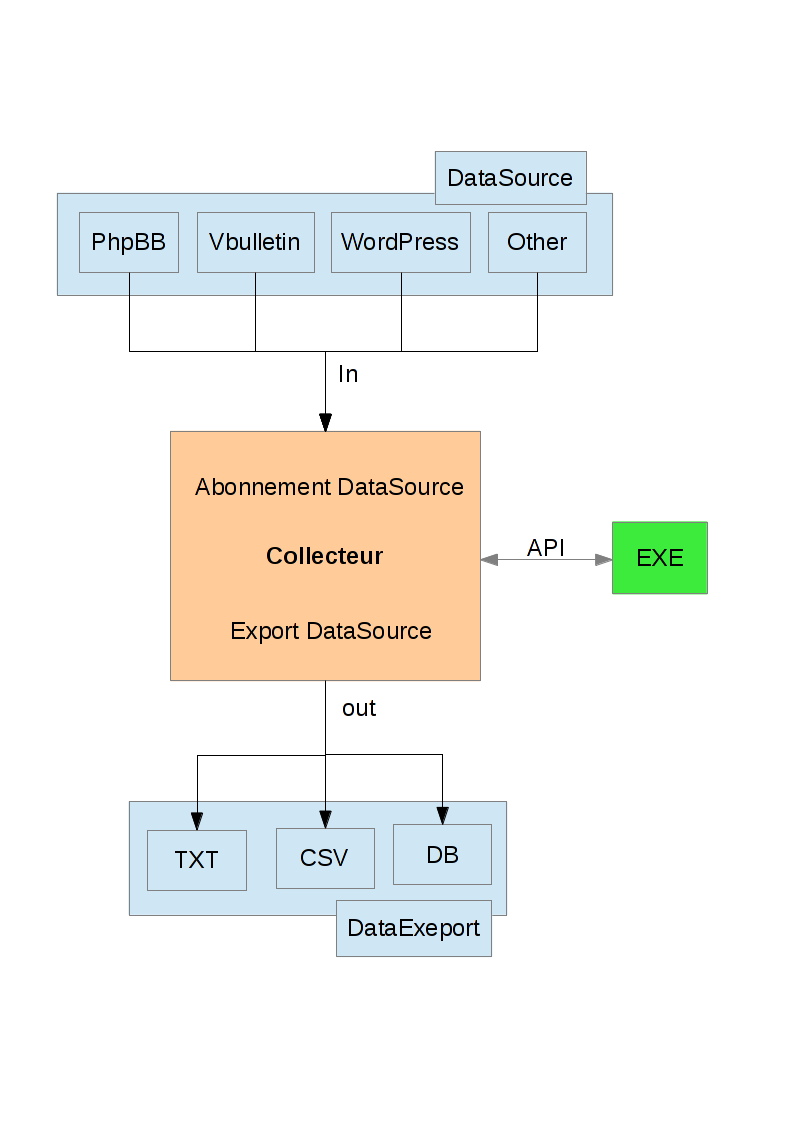 DataSource
PhpBB
Vbulletin
WordPress
Other
In
Abonnement DataSource
Collecteur
API
EXE
Export DataSource
out
TXT
CSV
DB
DataExeport